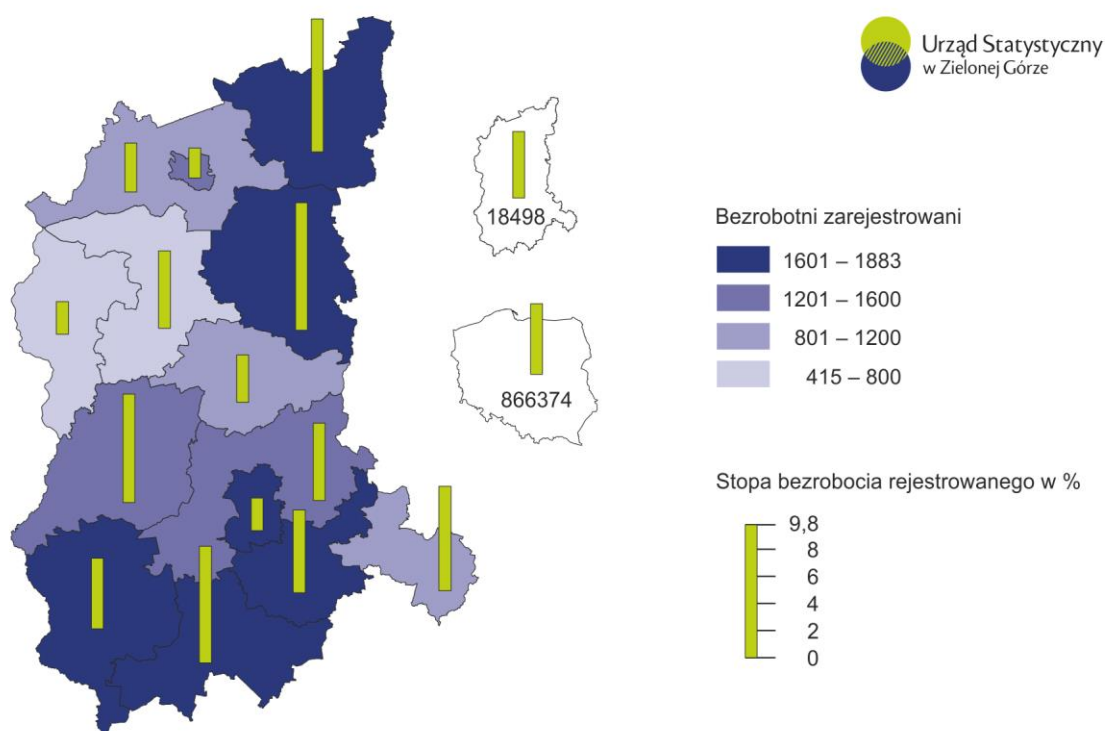 Urząd Statystyczny
w Zielonej Górze
18498
866374
Bezrobotni zarejestrowani
1601 – 1883
1201 – 1600
801 – 1200
415 – 800
Stopa bezrobocia rejestrowanego w %
9,8
8
6
4
2
0